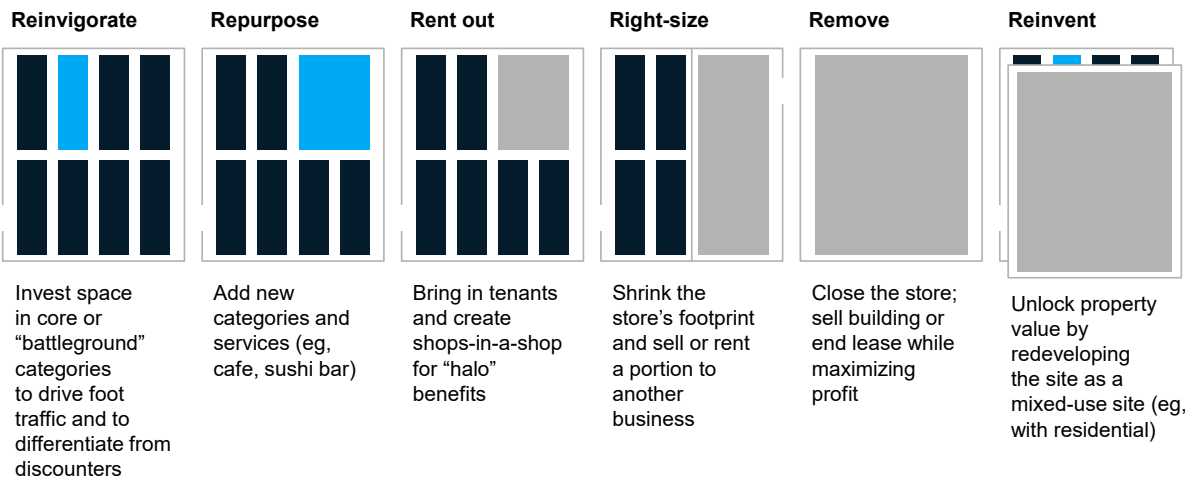 Reinvigorate
Invest space
in core or
“battleground”
categories
to drive foot
traffic and to
differentiate from
discounters
Repurpose
Add new
categories and
services (eg,
cafe, sushi bar)
Rent out
Bring in tenants
and create
shops-in-a-shop
for “halo”
benefits
Right-size
Shrink the
store’s footprint
and sell or rent
a portion to
another
business
Remove
Close the store;
sell building or
end lease while
maximizing
profit
Reinvent
Unlock property
value by
redeveloping
the site as a
mixed-use site (eg,
with residential)